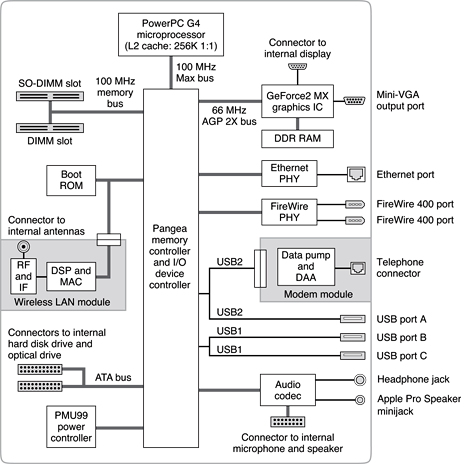 PowerPC G4
microprocessor
(L2 cache: 256K 1:1)
Connector to
internal display
SO-DIMM slot
100 MHz
memory
bus
100 MHz
Max bus
GeForce2 MX
graphics IC
Mini-VGA
output port
66 MHz
AGP 2X bus
DIMM slot
DDR RAM
Boot
ROM
Ethernet
PHY
Ethernet port
FireWire
PHY
FireWire 400 port
FireWire 400 port
Connector to
internal antennas
Pangea
memory
controller
and I/O
device
controller
RF
and
IF
DSP and
MAC
Wireless LAN module
USB2
Data pump
and
DAA
Modem module
Telephone
connector
USB2
USB port A
USB1
USB port B
USB1
USB port C
Connectors to internal
hard disk drive and
optical drive
ATA bus
Audio
codec
Headphone jack
Apple Pro Speaker
minijack
PMU99
power
controller
Connector to internal
microphone and speaker